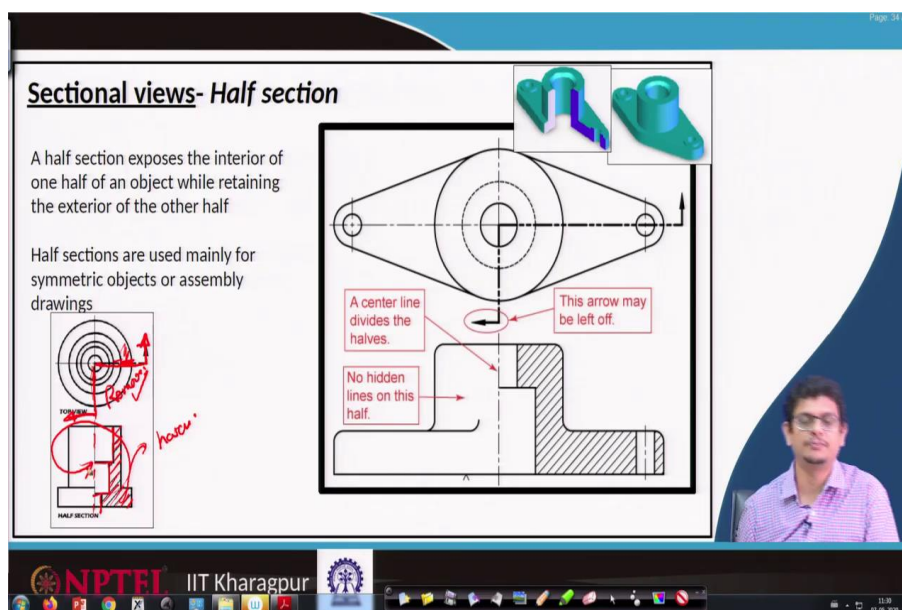 Page: 34
Sectional views- Half section
A half section exposes the interior of
one half of an object while retaining
the exterior of the other half
Half sections are used mainly for
symmetric objects or assembly
drawings
TOP VIEW
HALF SECTION
A center line
divides the
halves.
This arrow may
be left off.
No hidden
lines on this
half.
NPTEL
IIT Kharagpur
11:30